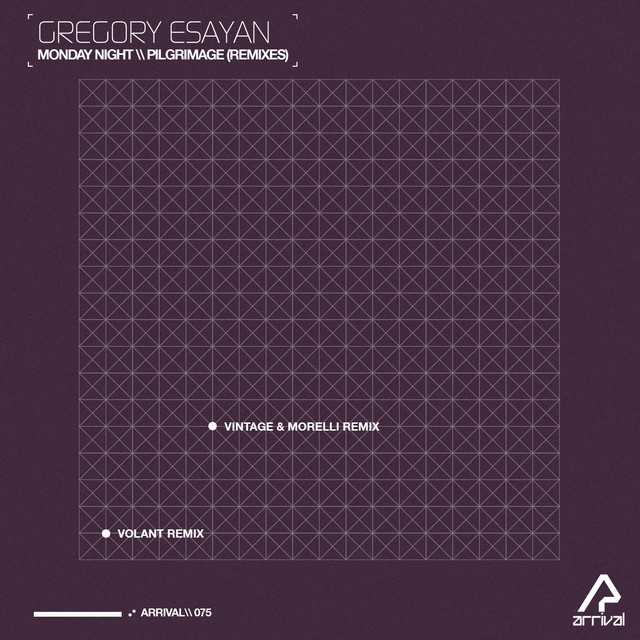 GREGORY ESAYAN
MONDAY NIGHT \\ PILGRIMAGE (REMIXES)
VINTAGE & MORELLI REMIX
VOLANT REMIX
ARRIVAL\\ 075
arrival